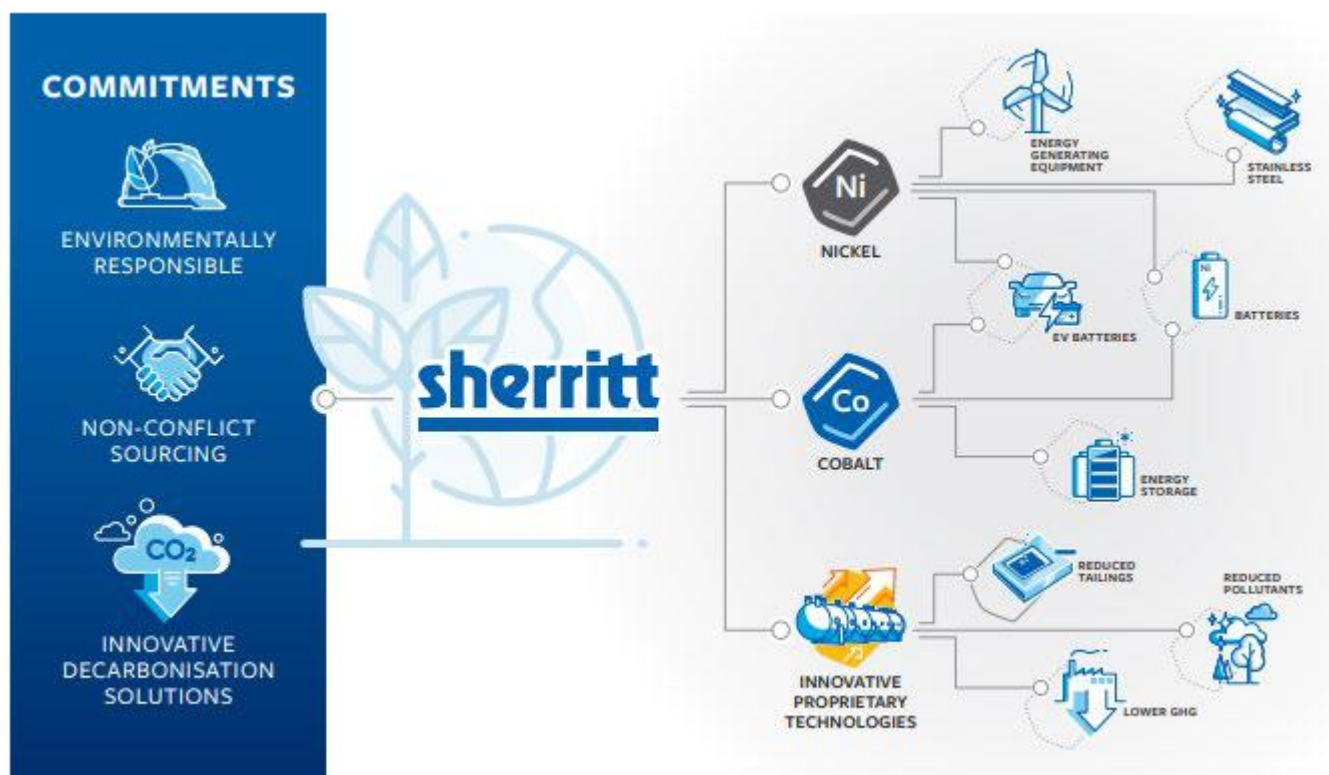 COMMITMENTS
ENVIRONMENTALLY
RESPONSIBLE
NON-CONFLICT
SOURCING
CO2
INNOVATIVE
DECARBONISATION
SOLUTIONS
sherritt
Ni
NICKEL
ENERGY
GENERATING
EQUIPMENT
STAINLESS
STEEL
EV BATTERIES
Ni
BATTERIES
Co
COBALT
ENERGY
STORAGE
INNOVATIVE
PROPRIETARY
TECHNOLOGIES
REDUCED
TAILINGS
REDUCED
POLLUTANTS
LOWER GHG